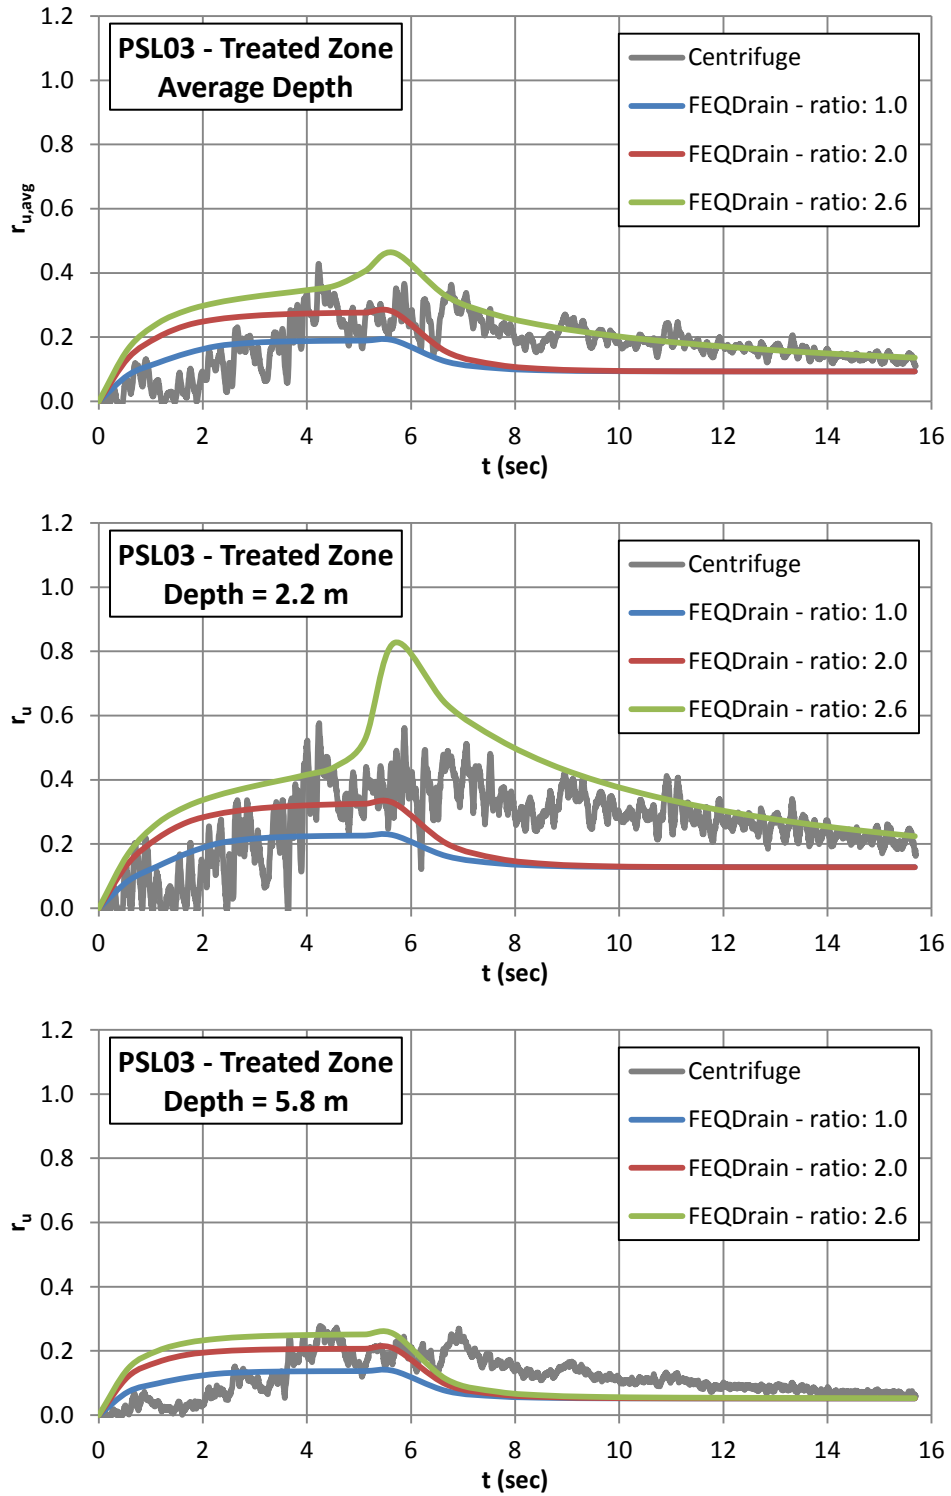 PSL03 - Treated Zone
Average Depth
Centrifuge
FEQDrain - ratio: 1.0
FEQDrain - ratio: 2.0
FEQDrain - ratio: 2.6
1.2
1.0
0.8
0.6
0.4
0.2
0.0
ru,avg
0 2 4 6 8 10 12 14 16
t (sec)
PSL03 - Treated Zone
Depth = 2.2 m
Centrifuge
FEQDrain - ratio: 1.0
FEQDrain - ratio: 2.0
FEQDrain - ratio: 2.6
1.2
1.0
0.8
0.6
0.4
0.2
0.0
ru
0 2 4 6 8 10 12 14 16
t (sec)
PSL03 - Treated Zone
Depth = 5.8 m
Centrifuge
FEQDrain - ratio: 1.0
FEQDrain - ratio: 2.0
FEQDrain - ratio: 2.6
1.2
1.0
0.8
0.6
0.4
0.2
0.0
ru
0 2 4 6 8 10 12 14 16
t (sec)